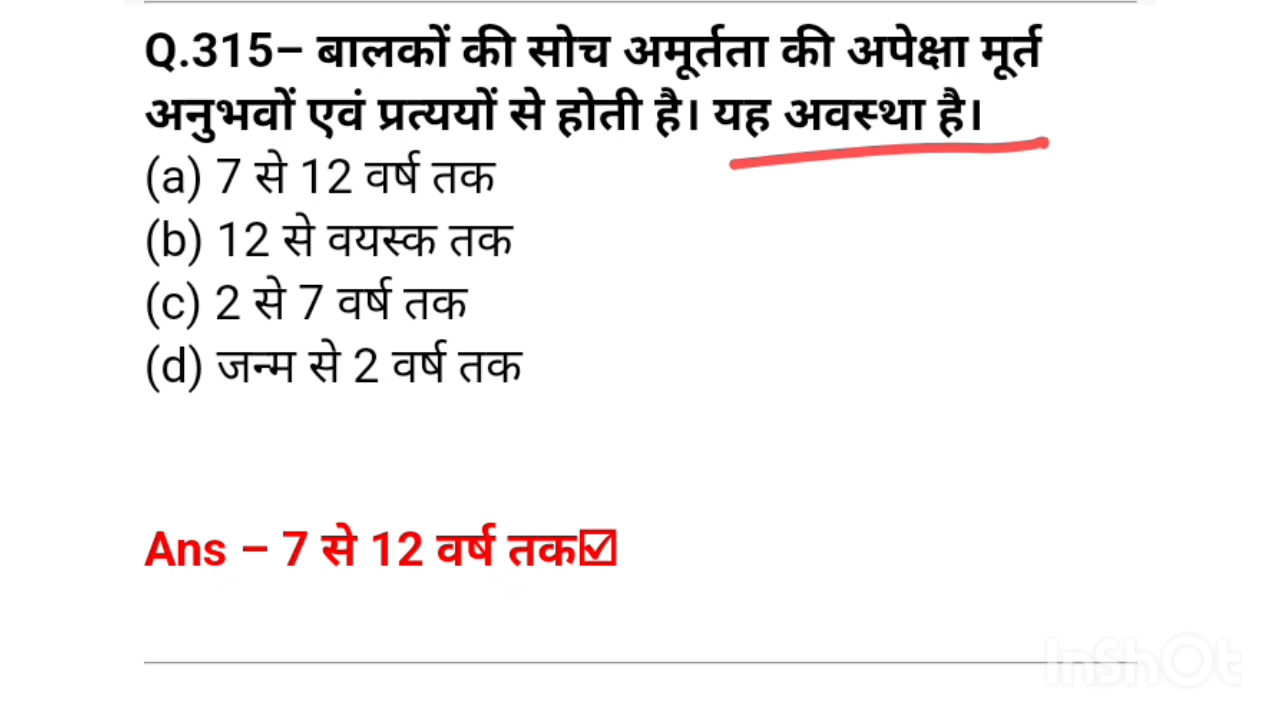 Q.315– बालकों की सोच अमूर्तता की अपेक्षा मूर्त
अनुभवों एवं प्रत्ययों से होती है। यह अवस्था है।
(a) 7 से 12 वर्ष तक
(b) 12 से वयस्क तक
(c) 2 से 7 वर्ष तक
(d) जन्म से 2 वर्ष तक
Ans – 7 से 12 वर्ष तक☑
InShOt